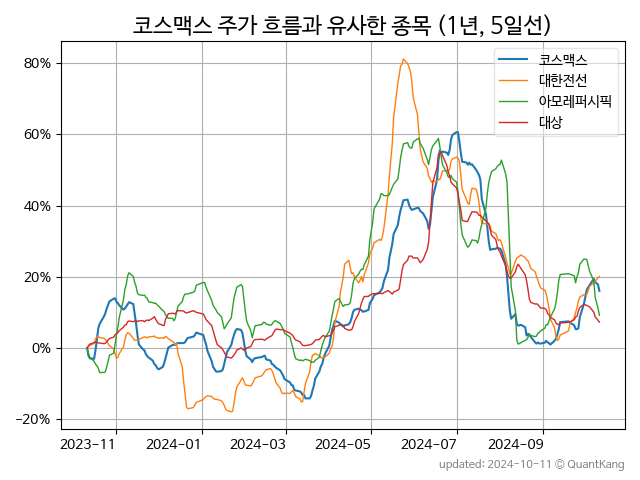 코스맥스 주가 흐름과 유사한 종목 (1년, 5일선)
코스맥스
대한전선
아모레퍼시픽
대상
80%
60%
40%
20%
0%
−20%
2023−11
2024−01
2024−03
2024−05
2024−07
2024−09
updated: 2024-10-11 © QuantKang